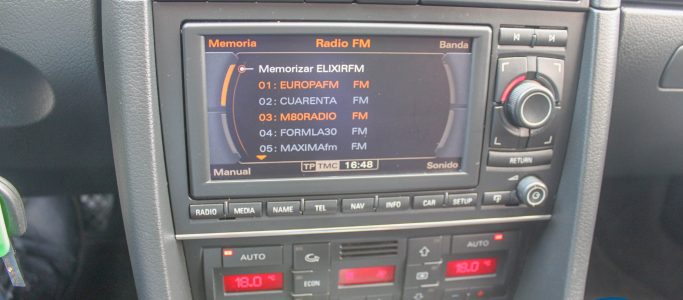 Memoria Radio FM Banda
Memorizar ELIXIRFM
01: EUROPAFM FM
02: CUARENTA FM
03: M80RADIO FM
04: FORMLA30 FM
05: MAXIMAfm FM
TP TMC 16:48
Manual Sonido
RETURN
RADIO MEDIA NAME TEL NAV INFO CAR SETUP
AUTO AUTO
18.0 18.0
ECON